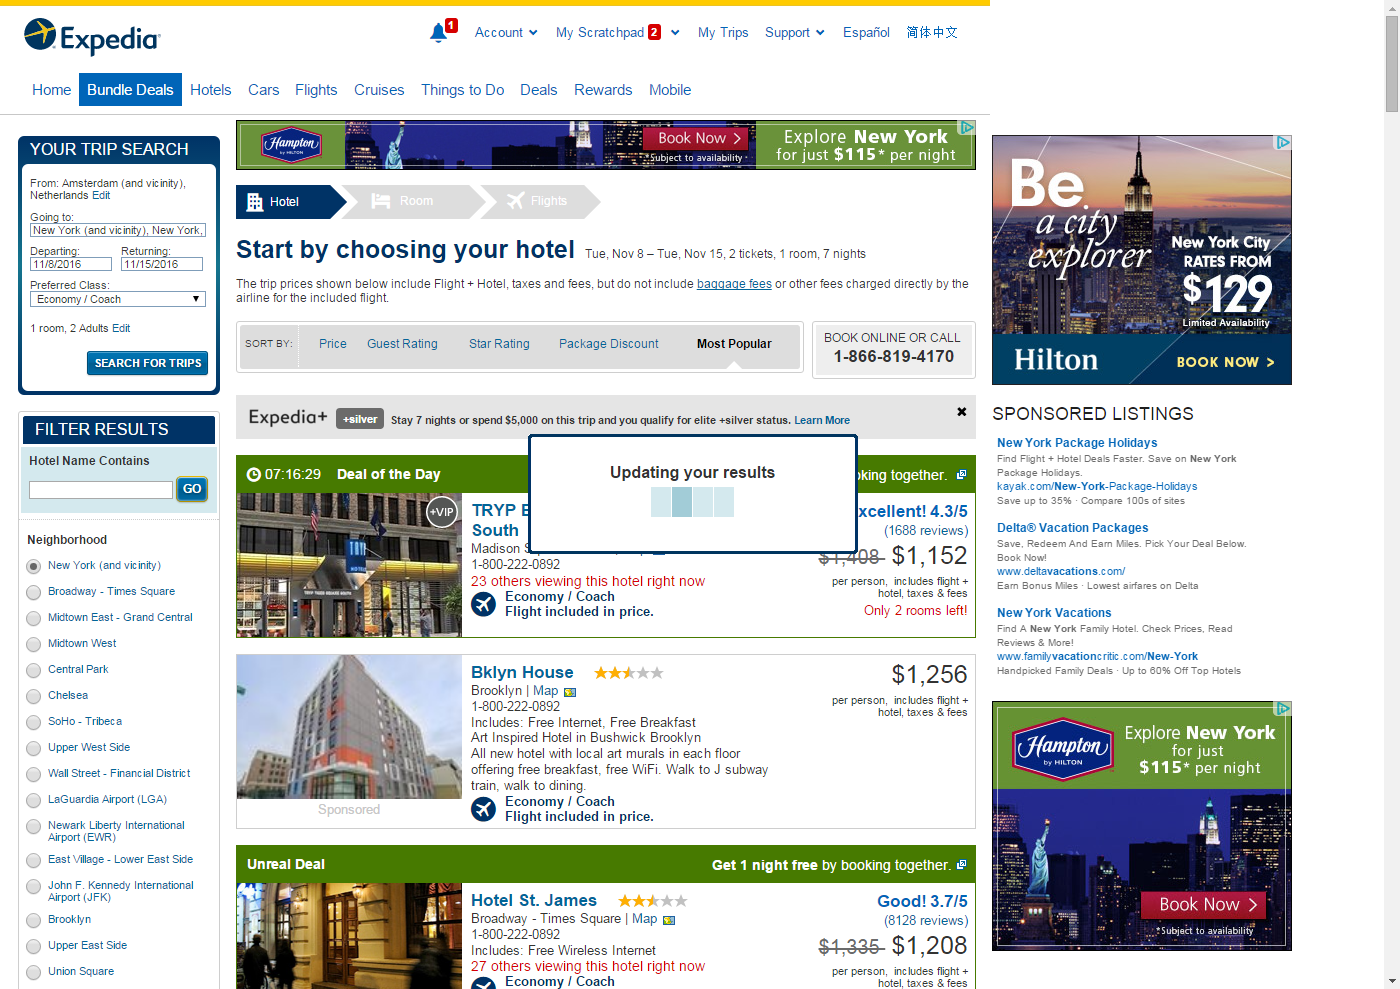 Expedia
1
Account
My Scratchpad 2
My Trips
Support
Español
简体中文
Home
Bundle Deals
Hotels
Cars
Flights
Cruises
Things to Do
Deals
Rewards
Mobile
YOUR TRIP SEARCH
From: Amsterdam (and vicinity),
Netherlands Edit
Going to:
New York (and vicinity), New York,
Departing:
Returning:
11/8/2016
11/15/2016
Preferred Class:
Economy / Coach
1 room, 2 Adults Edit
SEARCH FOR TRIPS
FILTER RESULTS
Hotel Name Contains
GO
Neighborhood
New York (and vicinity)
Broadway - Times Square
Midtown East - Grand Central
Midtown West
Central Park
Chelsea
SoHo - Tribeca
Upper West Side
Wall Street - Financial District
LaGuardia Airport (LGA)
Newark Liberty International
Airport (EWR)
East Village - Lower East Side
John F. Kennedy International
Airport (JFK)
Brooklyn
Upper East Side
Union Square
Hampton
by HILTON
Book Now >
*Subject to availability
Explore New York
for just $115* per night
Hotel
Room
Flights
Start by choosing your hotel
Tue, Nov 8 – Tue, Nov 15, 2 tickets, 1 room, 7 nights
The trip prices shown below include Flight + Hotel, taxes and fees, but do not include baggage fees or other fees charged directly by the
airline for the included flight.
SORT BY:
Price
Guest Rating
Star Rating
Package Discount
Most Popular
BOOK ONLINE OR CALL
1-866-819-4170
Expedia+
+silver
Stay 7 nights or spend $5,000 on this trip and you qualify for elite +silver status. Learn More
Updating your results
07:16:29
Deal of the Day
oking together.
+VIP
TRYP
South
Madison
1-800-222-0892
23 others viewing this hotel right now
Economy / Coach
Flight included in price.
xcellent! 4.3/5
(1688 reviews)
$1,408 $1,152
per person, includes flight +
hotel, taxes & fees
Only 2 rooms left!
Sponsored
Bklyn House
Brooklyn | Map
1-800-222-0892
Includes: Free Internet, Free Breakfast
Art Inspired Hotel in Bushwick Brooklyn
All new hotel with local art murals in each floor
offering free breakfast, free WiFi. Walk to J subway
train, walk to dining.
Economy / Coach
Flight included in price.
$1,256
per person, includes flight +
hotel, taxes & fees
Unreal Deal
Get 1 night free by booking together.
Hotel St. James
Broadway - Times Square | Map
1-800-222-0892
Includes: Free Wireless Internet
27 others viewing this hotel right now
Economy / Coach
Good! 3.7/5
(8128 reviews)
$1,335 $1,208
per person, includes flight +
hotel, taxes & fees
Be.
a city
explorer
New York City
RATES FROM
$129
Limited Availability
Hilton
BOOK NOW >
SPONSORED LISTINGS
New York Package Holidays
Find Flight + Hotel Deals Faster. Save on New York
Package Holidays.
kayak.com/New-York-Package-Holidays
Save up to 35% · Compare 100s of sites
Delta® Vacation Packages
Save, Redeem And Earn Miles. Pick Your Deal Below.
Book Now!
www.deltavacations.com/
Earn Bonus Miles · Lowest airfares on Delta
New York Vacations
Find A New York Family Hotel. Check Prices, Read
Reviews & More!
www.familyvacationcritic.com/New-York
Handpicked Family Deals · Up to 60% Off Top Hotels
Hampton
by HILTON
Explore New York
for just
$115* per night
Book Now >
*Subject to availability